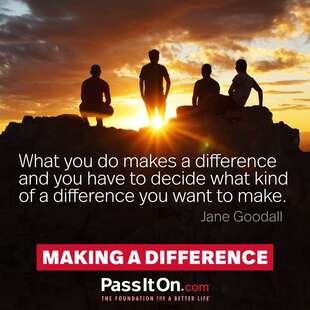 What you do makes a difference
and you have to decide what kind
of a difference you want to make.
Jane Goodall
MAKING A DIFFERENCE
PassItOn.com
THE FOUNDATION FOR A BETTER LIFE